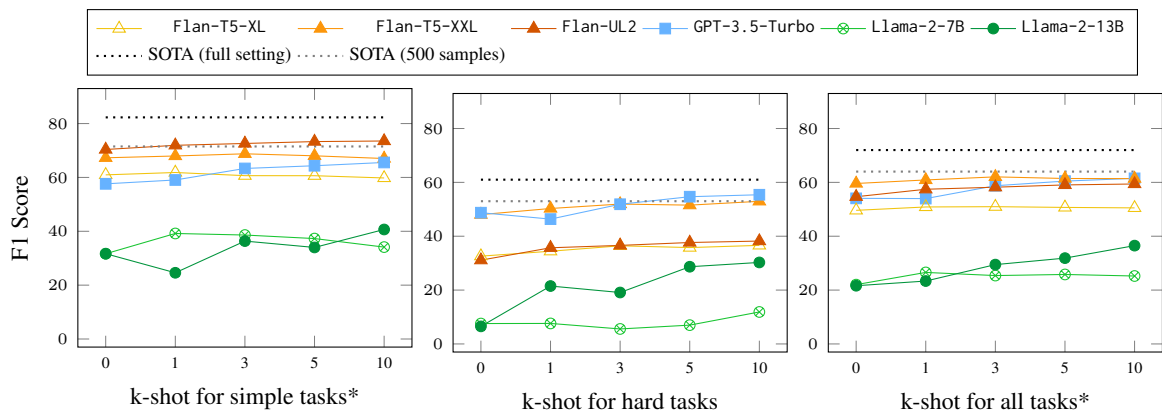 Flan-T5-XL Flan-T5-XXL Flan-UL2 GPT-3.5-Turbo Llama-2-7B Llama-2-13B
SOTA (full setting) SOTA (500 samples)
F1 Score
80
60
40
20
0
0 1 3 5 10
k-shot for simple tasks*
80
60
40
20
0
0 1 3 5 10
k-shot for hard tasks
80
60
40
20
0
0 1 3 5 10
k-shot for all tasks*